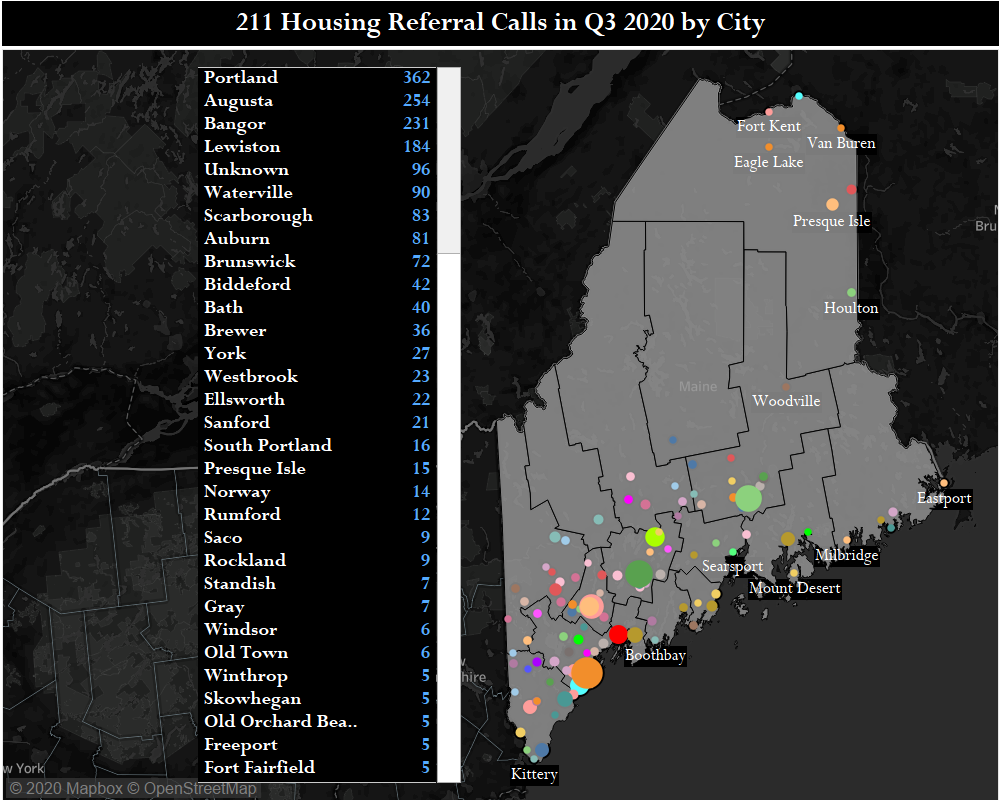 211 Housing Referral Calls in Q3 2020 by City
Portland 362
Augusta 254
Bangor 231
Lewiston 184
Unknown 96
Waterville 90
Scarborough 83
Auburn 81
Brunswick 72
Biddeford 42
Bath 40
Brewer 36
York 27
Westbrook 23
Ellsworth 22
Sanford 21
South Portland 16
Presque Isle 15
Norway 14
Rumford 12
Saco 9
Rockland 9
Standish 7
Gray 7
Windsor 6
Old Town 6
Winthrop 5
Skowhegan 5
Old Orchard Bea..
5
Freeport 5
Fort Fairfield 5
Fort Kent
Van Buren
Eagle Lake
Presque Isle
Bru
Houlton
Maine
Woodville
Eastport
Milbridge
Searsport
Mount Desert
Boothbay
shire
Kittery
w York
© 2020 Mapbox © OpenStreetMap